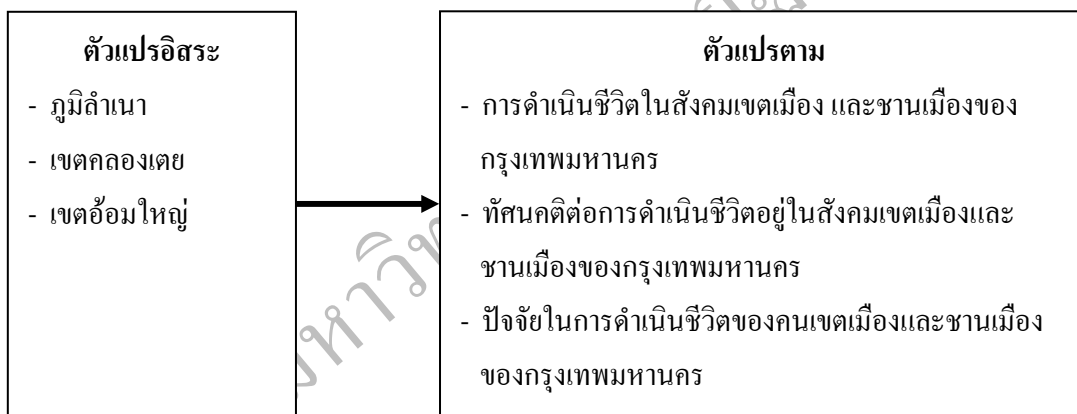 ตัวแปรอิสระ
- ภูมิลำเนา
- เขตคลองเตย
- เขตอ้อมใหญ่
ตัวแปรตาม
- การดำเนินชีวิตในสังคมเขตเมือง และชานเมืองของ
กรุงเทพมหานคร
- ทัศนคติต่อการดำเนินชีวิตอยู่ในสังคมเขตเมืองและ
ชานเมืองของกรุงเทพมหานคร
- ปัจจัยในการดำเนินชีวิตของคนเขตเมืองและชานเมือง
ของกรุงเทพมหานคร